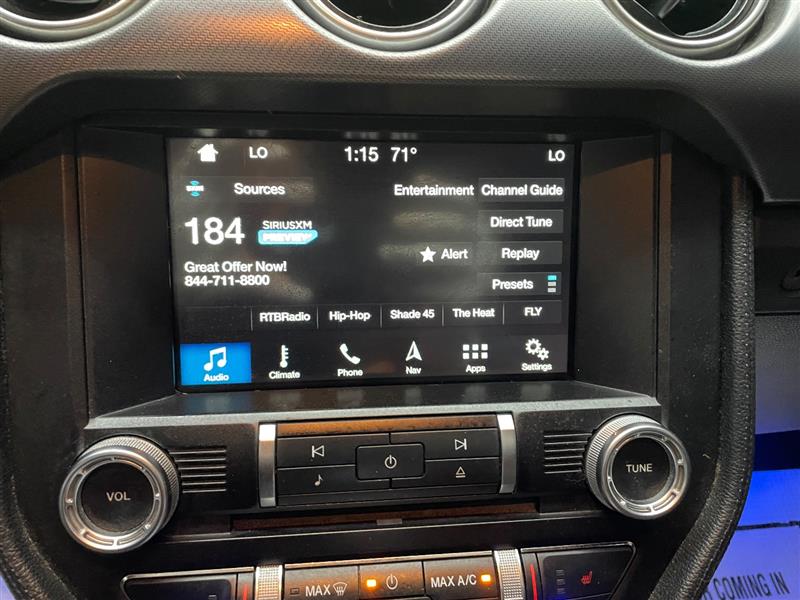 LO 1:15 71° LO
Sources Entertainment Channel Guide
184 SIRIUSXM
PREVIEW
Direct Tune
Alert Replay
Great Offer Now!
844-711-8800
Presets
RTBRadio Hip-Hop Shade 45 The Heat FLY
Audio Climate Phone Nav Apps Settings
VOL
TUNE
MAX
MAX A/C
COMING IN